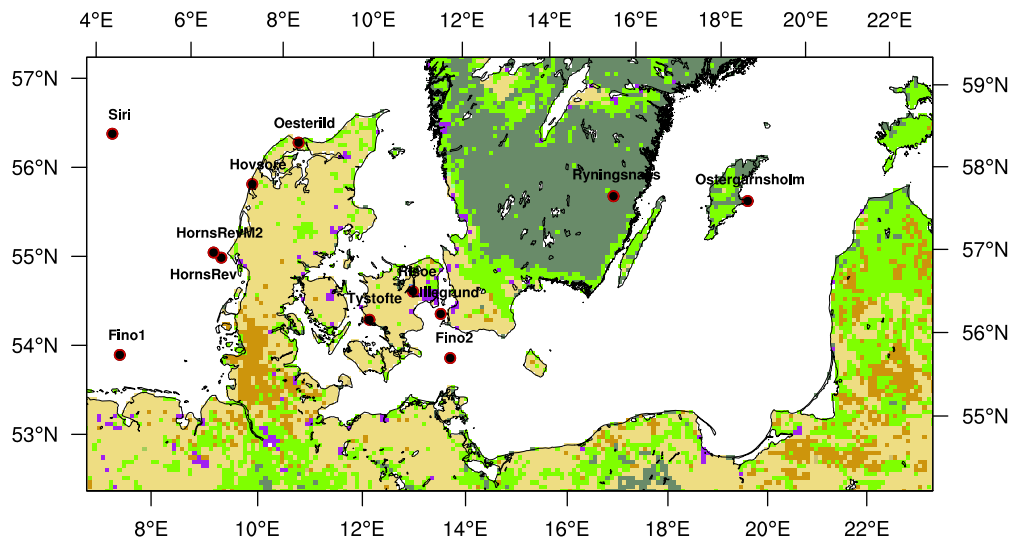 4°E 6°E 8°E 10°E 12°E 14°E 16°E 18°E 20°E 22°E
57°N 59°N
Siri
Oesterild
56°N Hovsore 58°N
Ryningsnaes Ostergarnsholm
HornsRevM2
55°N 57°N
HornsRev Risoe
Tystofte Lillegrund
Fino1 Fino2 56°N
54°N
55°N
53°N
8°E 10°E 12°E 14°E 16°E 18°E 20°E 22°E